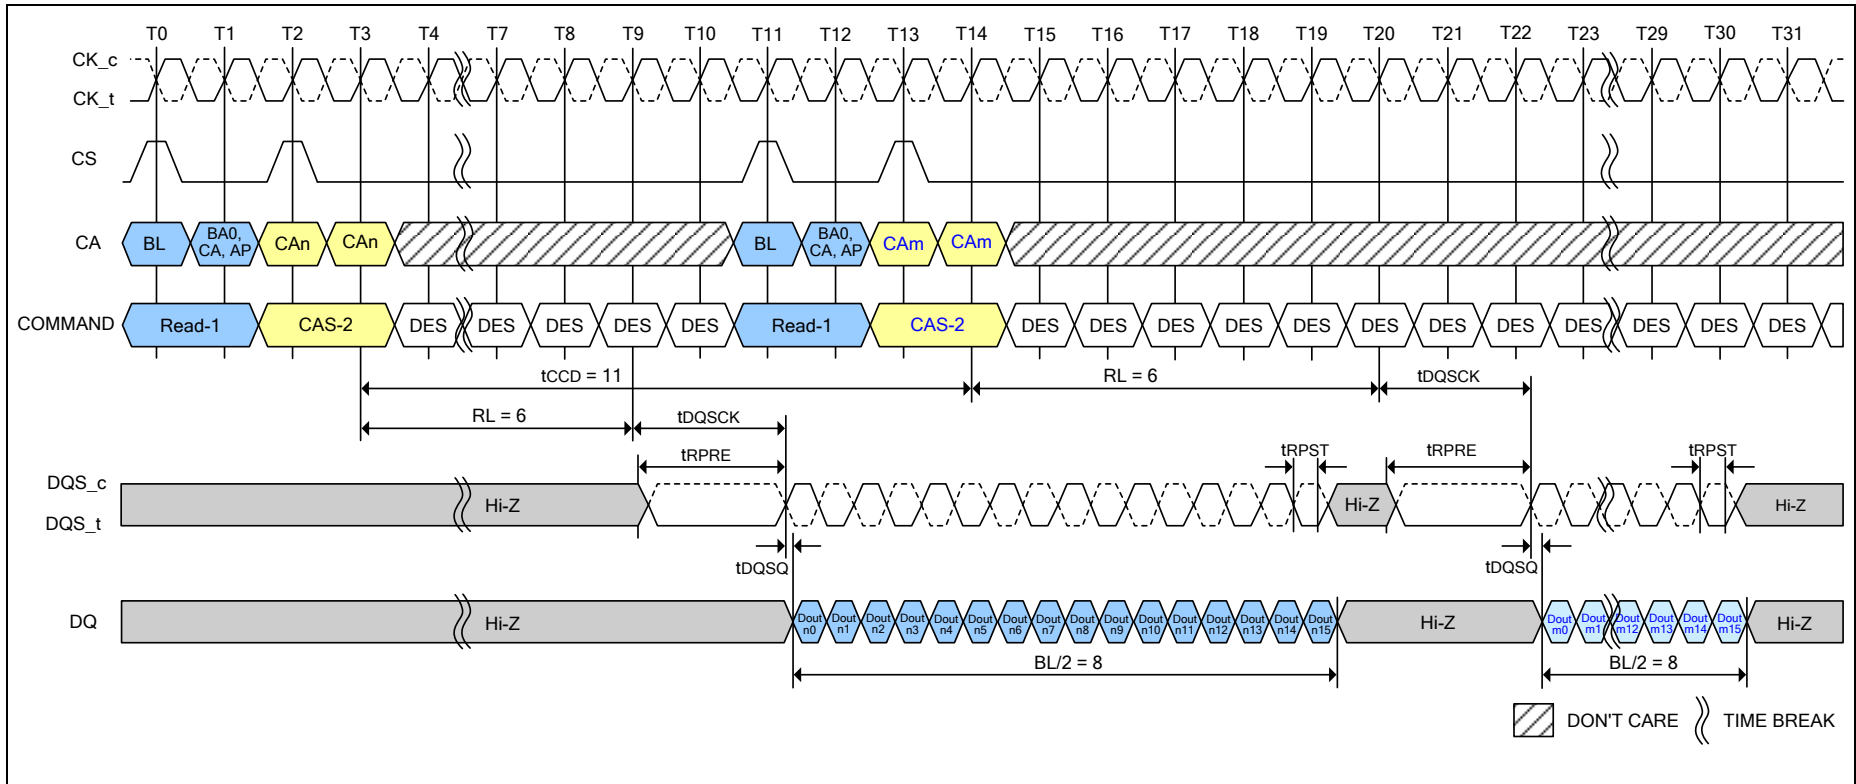 T0 T1 T2 T3 T4 T7 T8 T9 T10 T11 T12 T13 T14 T15 T16 T17 T18 T19 T20 T21 T22 T23 T29 T30 T31
CK_c
CK_t
CS
CA BL BA0, CA, AP CAn CAn BL BA0, CA, AP CAm CAm
COMMAND Read-1 CAS-2 DES DES DES DES DES Read-1 CAS-2 DES DES DES DES DES DES DES DES DES DES DES DES
tCCD = 11 RL = 6 tDQSCK
RL = 6 tDQSCK
tRPRE tRPST tRPRE tRPST
DQS_c
DQS_t
Hi-Z Hi-Z Hi-Z
tDQSQ tDQSQ
DQ Hi-Z Dout n0 Dout n1 Dout n2 Dout n3 Dout n4 Dout n5 Dout n6 Dout n7 Dout n8 Dout n9 Dout n10 Dout n11 Dout n12 Dout n13 Dout n14 Dout n15 Hi-Z Dout m0 Dout m1 Dout m12 Dout m13 Dout m14 Dout m15 Hi-Z
BL/2 = 8 BL/2 = 8
DON'T CARE TIME BREAK